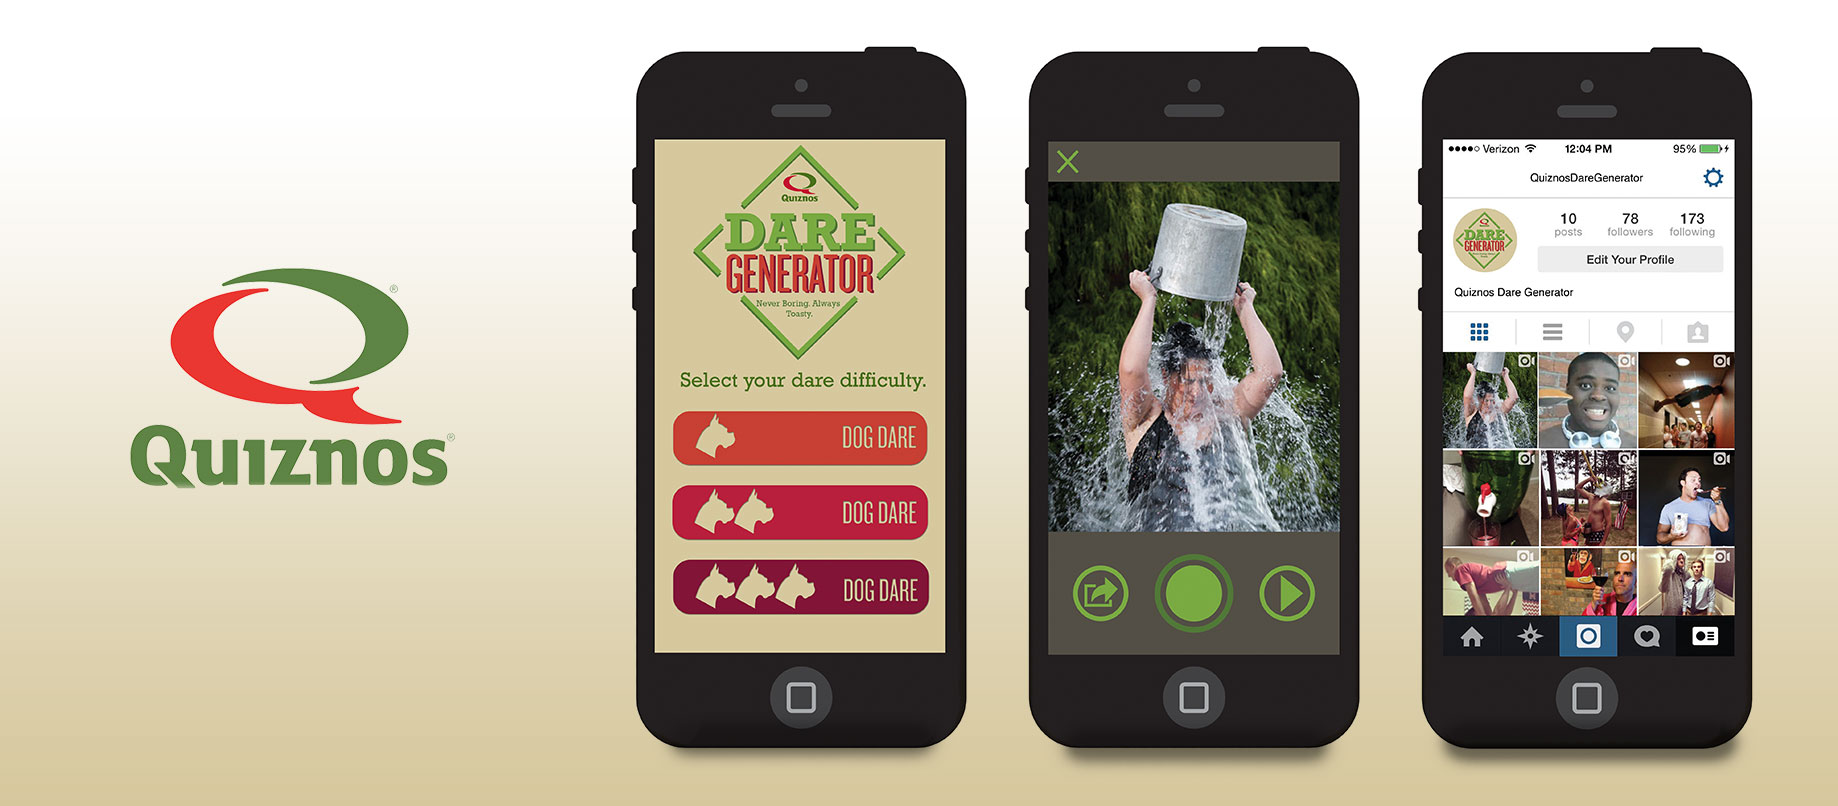 Quiznos®
Quiznos
DARE
GENERATOR
Never Boring. Always
Toasty.
Select your dare difficulty.
DOG DARE
DOG DARE
DOG DARE
Verizon 12:04 PM 95%
QuiznosDareGenerator
10 78 173
posts followers following
DARE
GENERATOR
Edit Your Profile
Quiznos Dare Generator